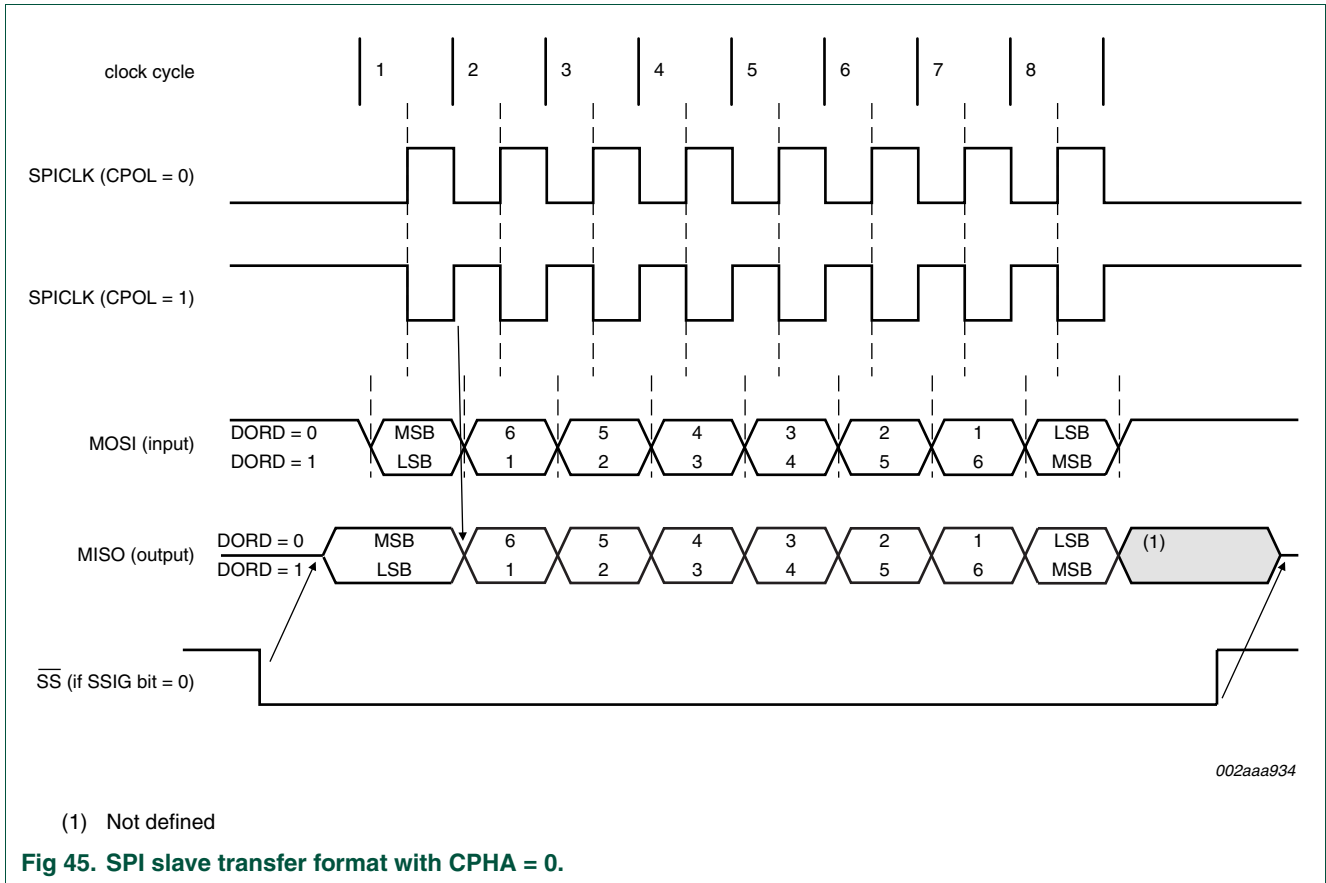 clock cycle 1 2 3 4 5 6 7 8
SPICLK (CPOL = 0)
SPICLK (CPOL = 1)
MOSI (input)
DORD = 0 MSB 6 5 4 3 2 1 LSB
DORD = 1 LSB 1 2 3 4 5 6 MSB
MISO (output)
DORD = 0 MSB 6 5 4 3 2 1 LSB (1)
DORD = 1 LSB 1 2 3 4 5 6 MSB
S̅S̅ (if SSIG bit = 0)
002aaa934
(1) Not defined
Fig 45. SPI slave transfer format with CPHA = 0.